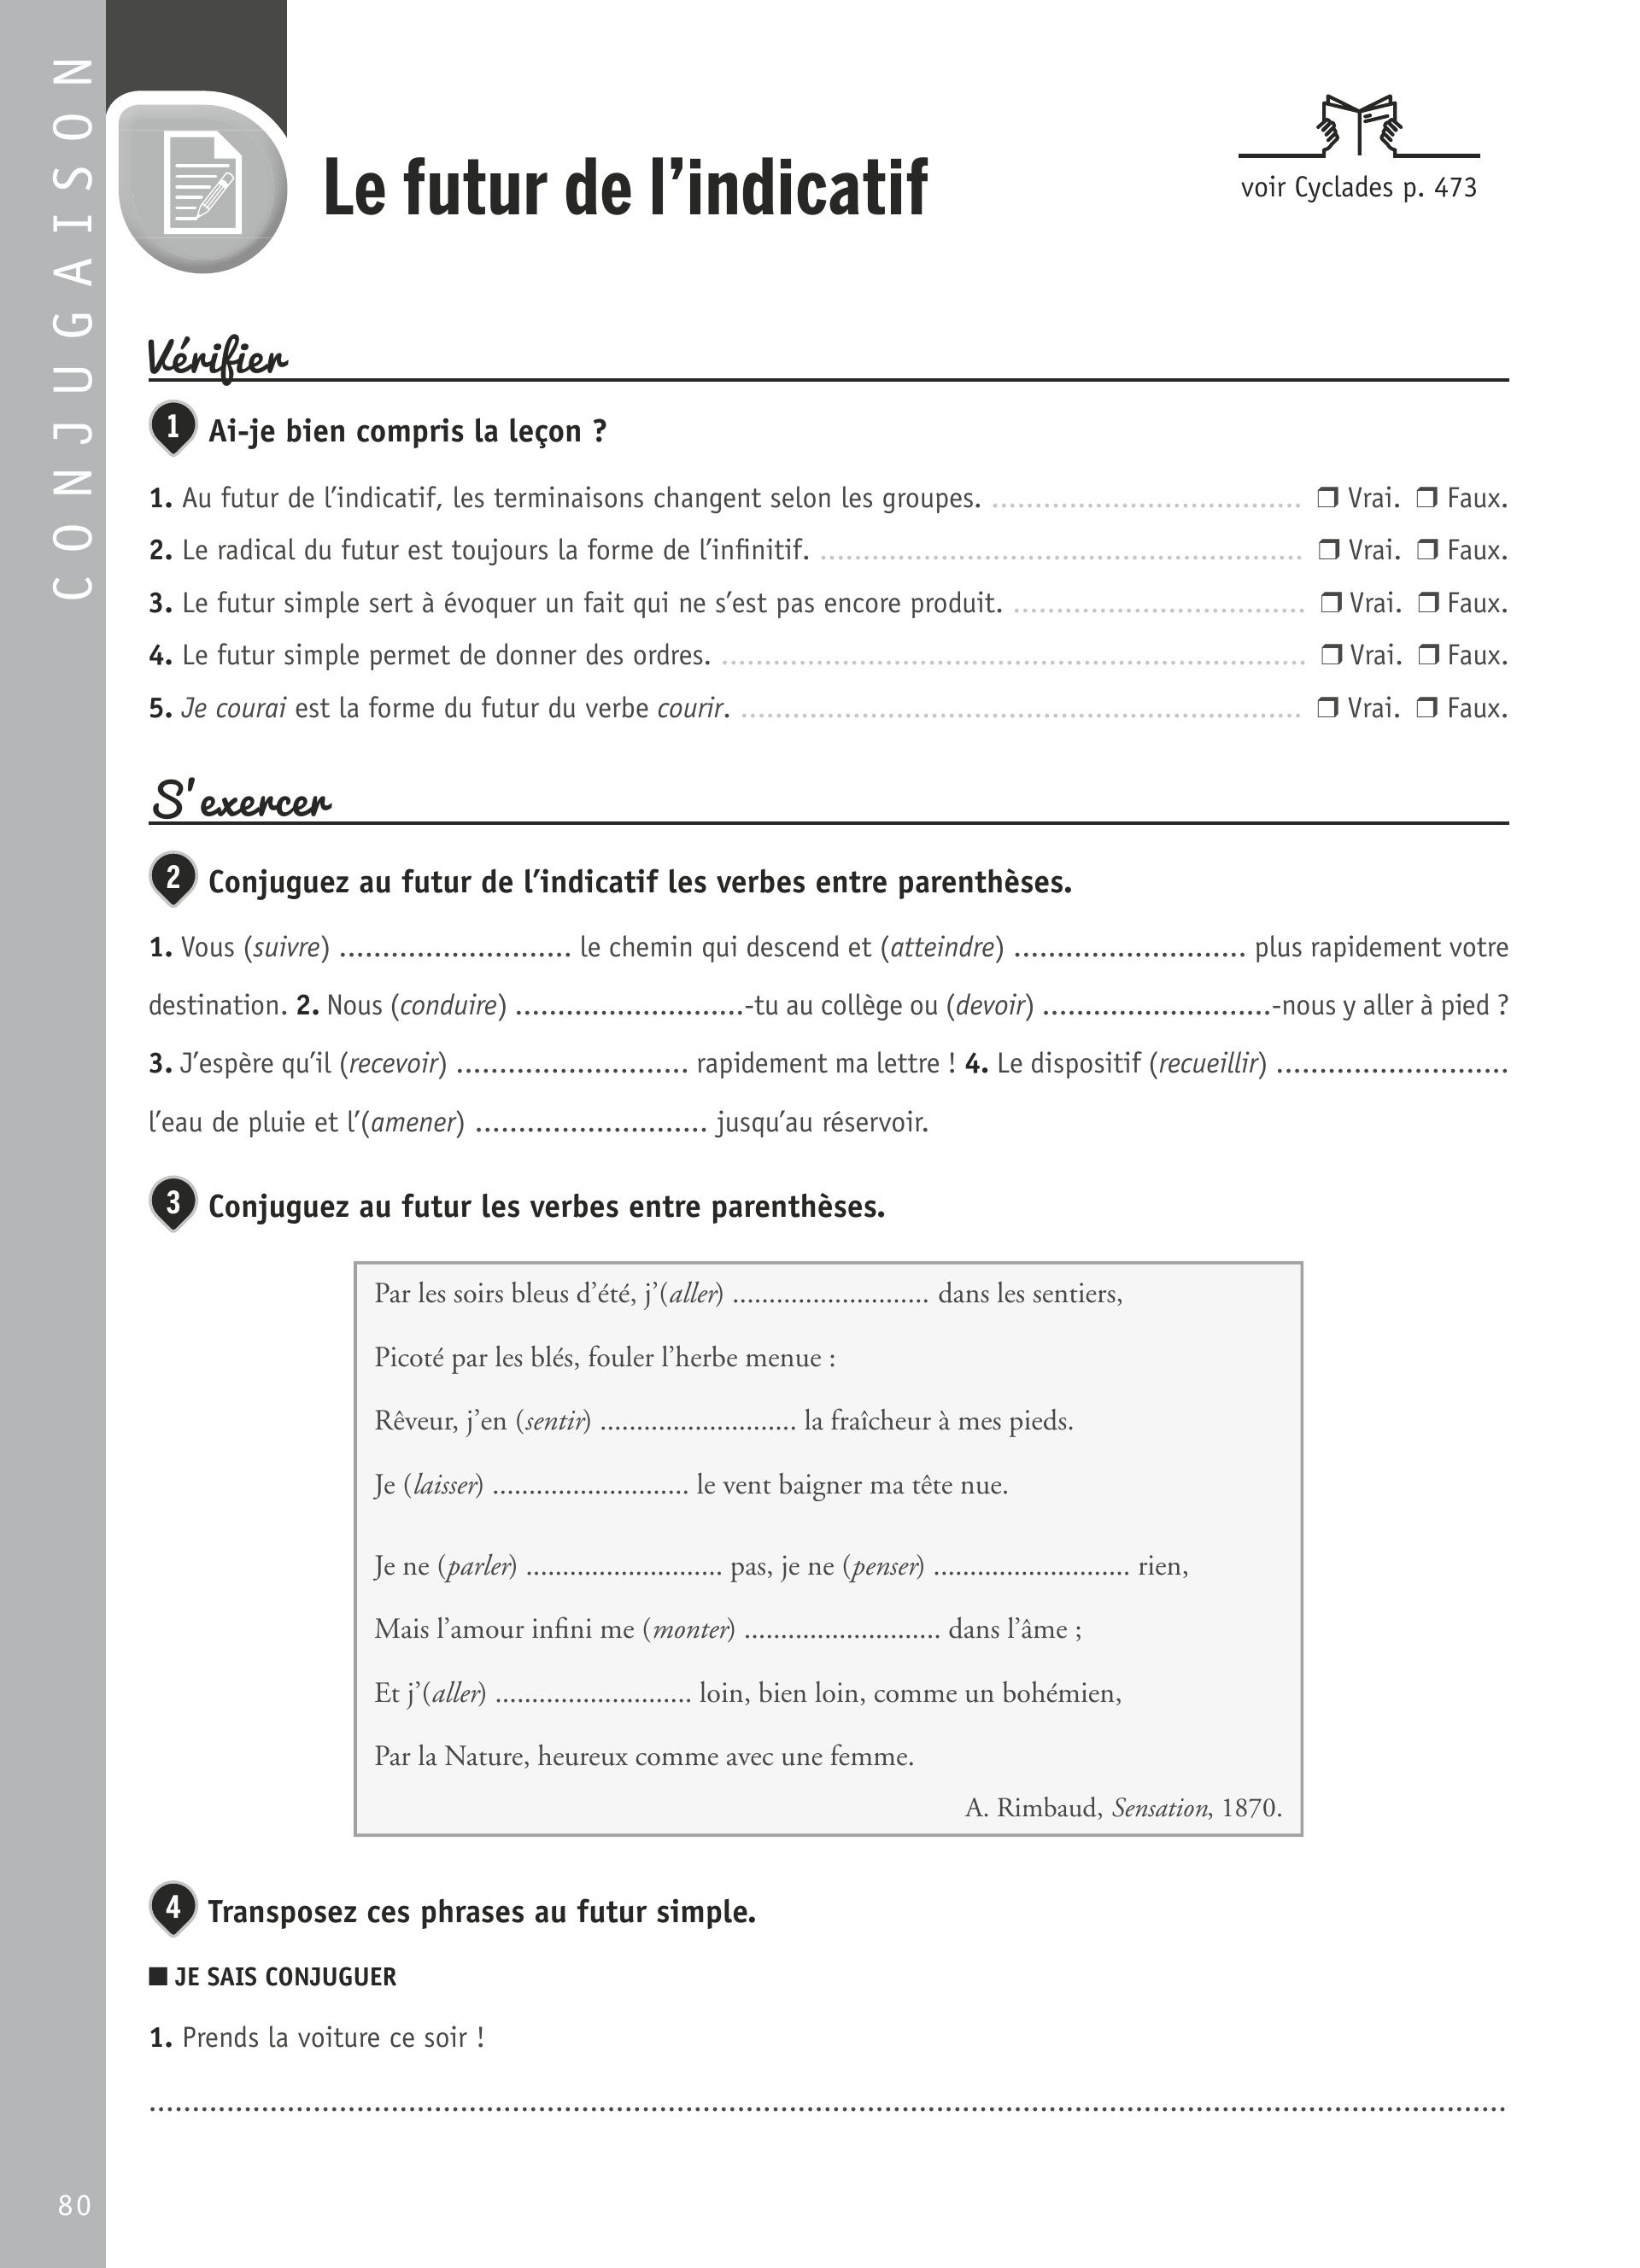 CONJUGAISON
Le futur de l’indicatif
voir Cyclades p. 473
Vérifier
1 Ai-je bien compris la leçon ?
1. Au futur de l’indicatif, les terminaisons changent selon les groupes. .................................... ❒ Vrai. ❒ Faux.
2. Le radical du futur est toujours la forme de l’infinitif. ........................................................ ❒ Vrai. ❒ Faux.
3. Le futur simple sert à évoquer un fait qui ne s’est pas encore produit. .................................. ❒ Vrai. ❒ Faux.
4. Le futur simple permet de donner des ordres. .................................................................... ❒ Vrai. ❒ Faux.
5. Je courai est la forme du futur du verbe courir. ................................................................. ❒ Vrai. ❒ Faux.
S’exercer
2 Conjuguez au futur de l’indicatif les verbes entre parenthèses.
1. Vous (suivre) ........................... le chemin qui descend et (atteindre) ........................... plus rapidement votre
destination. 2. Nous (conduire) ...........................-tu au collège ou (devoir) ...........................-nous y aller à pied ?
3. J’espère qu’il (recevoir) ........................... rapidement ma lettre ! 4. Le dispositif (recueillir) ...........................
l’eau de pluie et l’(amener) ........................... jusqu’au réservoir.
3 Conjuguez au futur les verbes entre parenthèses.
Par les soirs bleus d’été, j’(aller) ........................... dans les sentiers,
Picoté par les blés, fouler l’herbe menue :
Rêveur, j’en (sentir) ........................... la fraîcheur à mes pieds.
Je (laisser) ........................... le vent baigner ma tête nue.
Je ne (parler) ........................... pas, je ne (penser) ........................... rien,
Mais l’amour infini me (monter) ........................... dans l’âme ;
Et j’(aller) ........................... loin, bien loin, comme un bohémien,
Par la Nature, heureux comme avec une femme.
A. Rimbaud, Sensation, 1870.
4 Transposez ces phrases au futur simple.
■ JE SAIS CONJUGUER
1. Prends la voiture ce soir !
................................................................................................................................
80